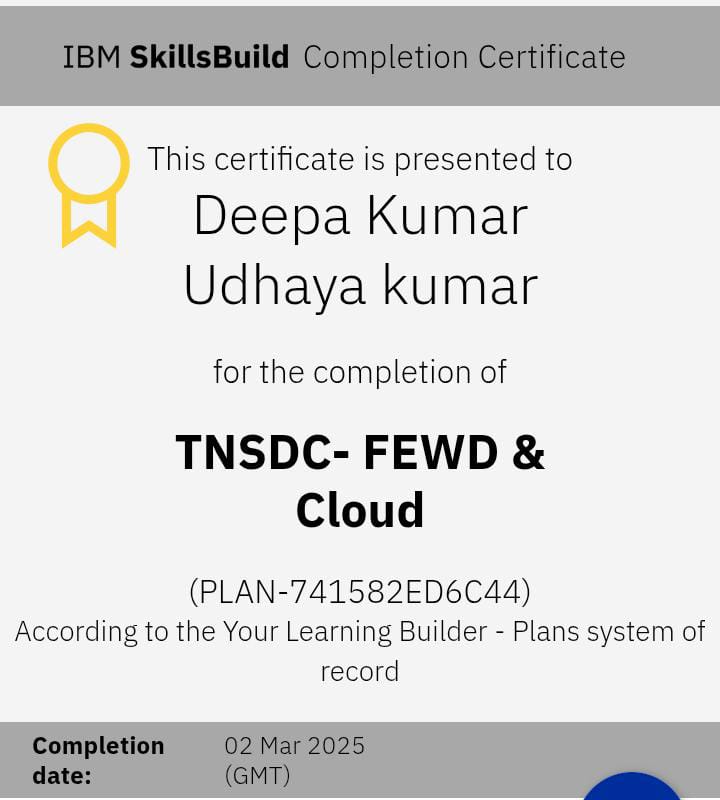 IBM SkillsBuild Completion Certificate
This certificate is presented to
Deepa Kumar
Udhaya kumar
for the completion of
TNSDC- FEWD &
Cloud
(PLAN-741582ED6C44)
According to the Your Learning Builder - Plans system of
record
Completion 02 Mar 2025
date: (GMT)